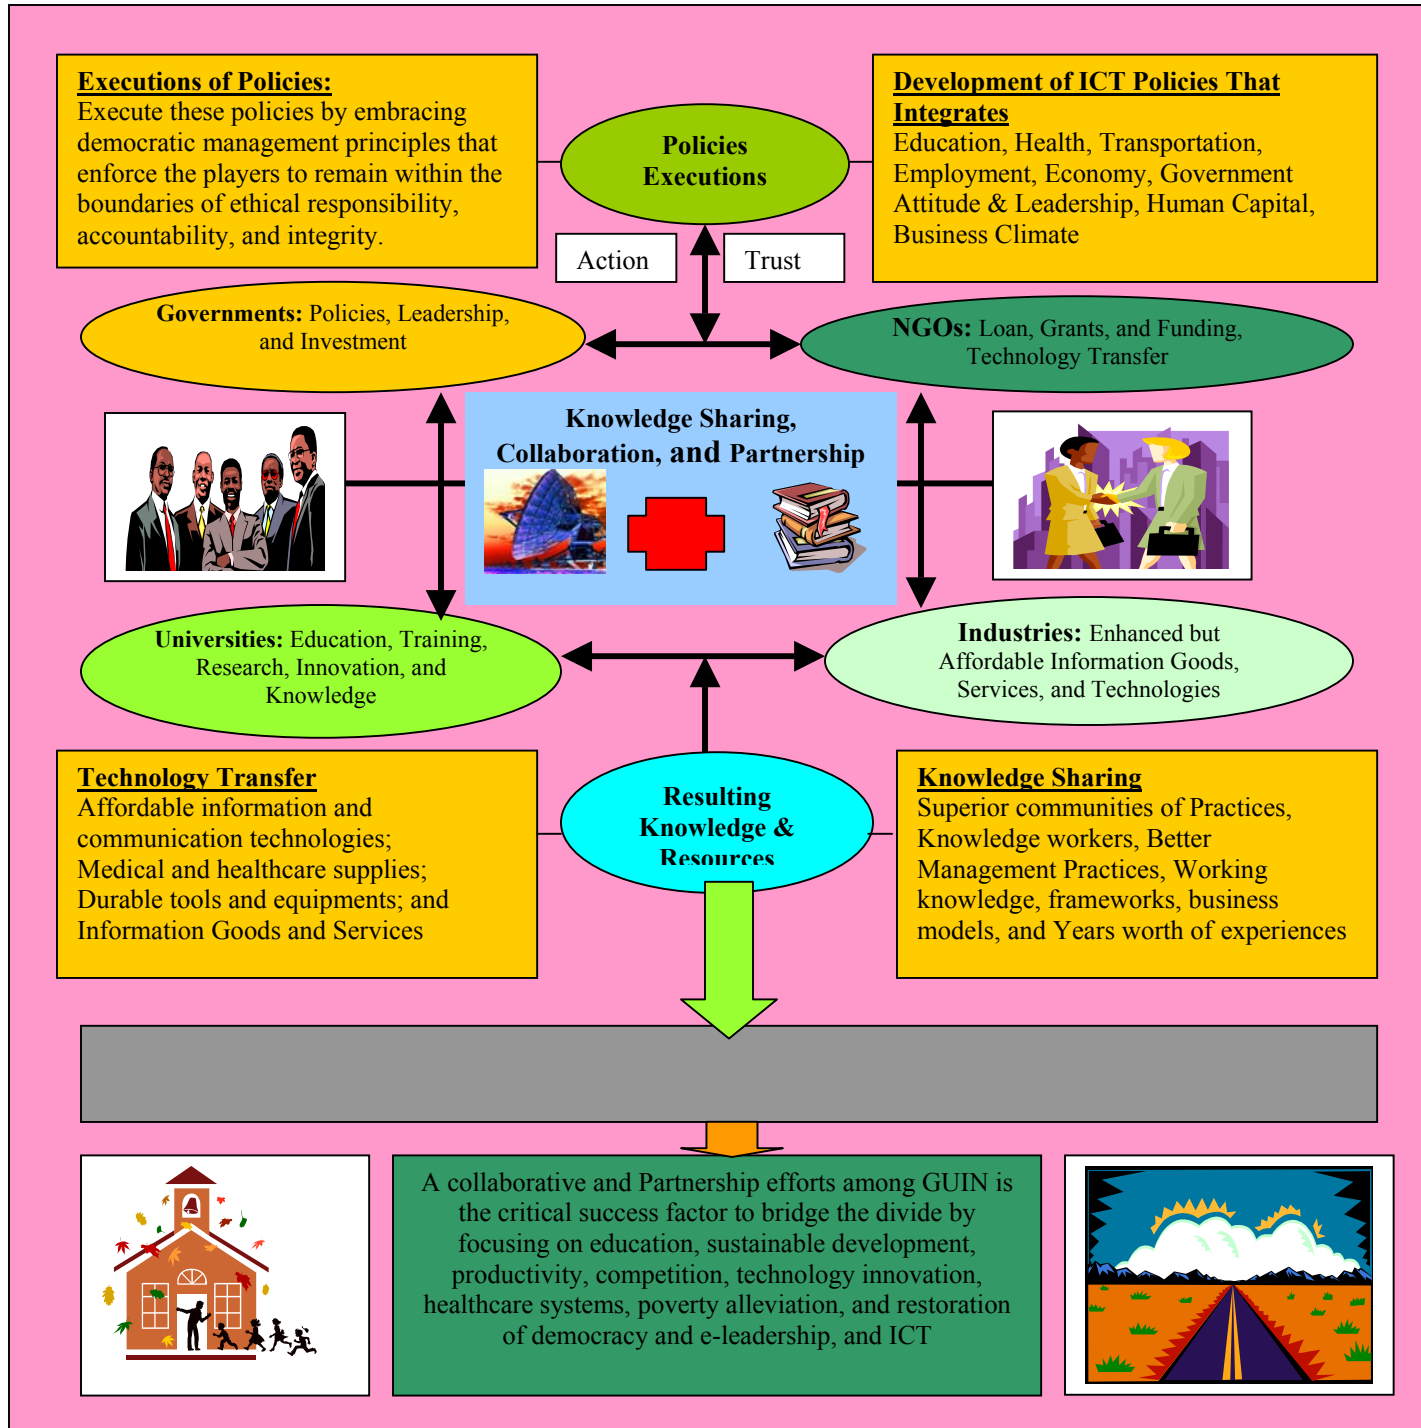 Executions of Policies:
Execute these policies by embracing
democratic management principles that
enforce the players to remain within the
boundaries of ethical responsibility,
accountability, and integrity.
Policies
Executions
Development of ICT Policies That
Integrates
Education, Health, Transportation,
Employment, Economy, Government
Attitude & Leadership, Human Capital,
Business Climate
Action
Trust
Governments: Policies, Leadership,
and Investment
NGOs: Loan, Grants, and Funding,
Technology Transfer
Knowledge Sharing,
Collaboration, and Partnership
Universities: Education, Training,
Research, Innovation, and
Knowledge
Industries: Enhanced but
Affordable Information Goods,
Services, and Technologies
Technology Transfer
Affordable information and
communication technologies;
Medical and healthcare supplies;
Durable tools and equipments; and
Information Goods and Services
Resulting
Knowledge &
Resources
Knowledge Sharing
Superior communities of Practices,
Knowledge workers, Better
Management Practices, Working
knowledge, frameworks, business
models, and Years worth of experiences
A collaborative and Partnership efforts among GUIN is
the critical success factor to bridge the divide by
focusing on education, sustainable development,
productivity, competition, technology innovation,
healthcare systems, poverty alleviation, and restoration
of democracy and e-leadership, and ICT